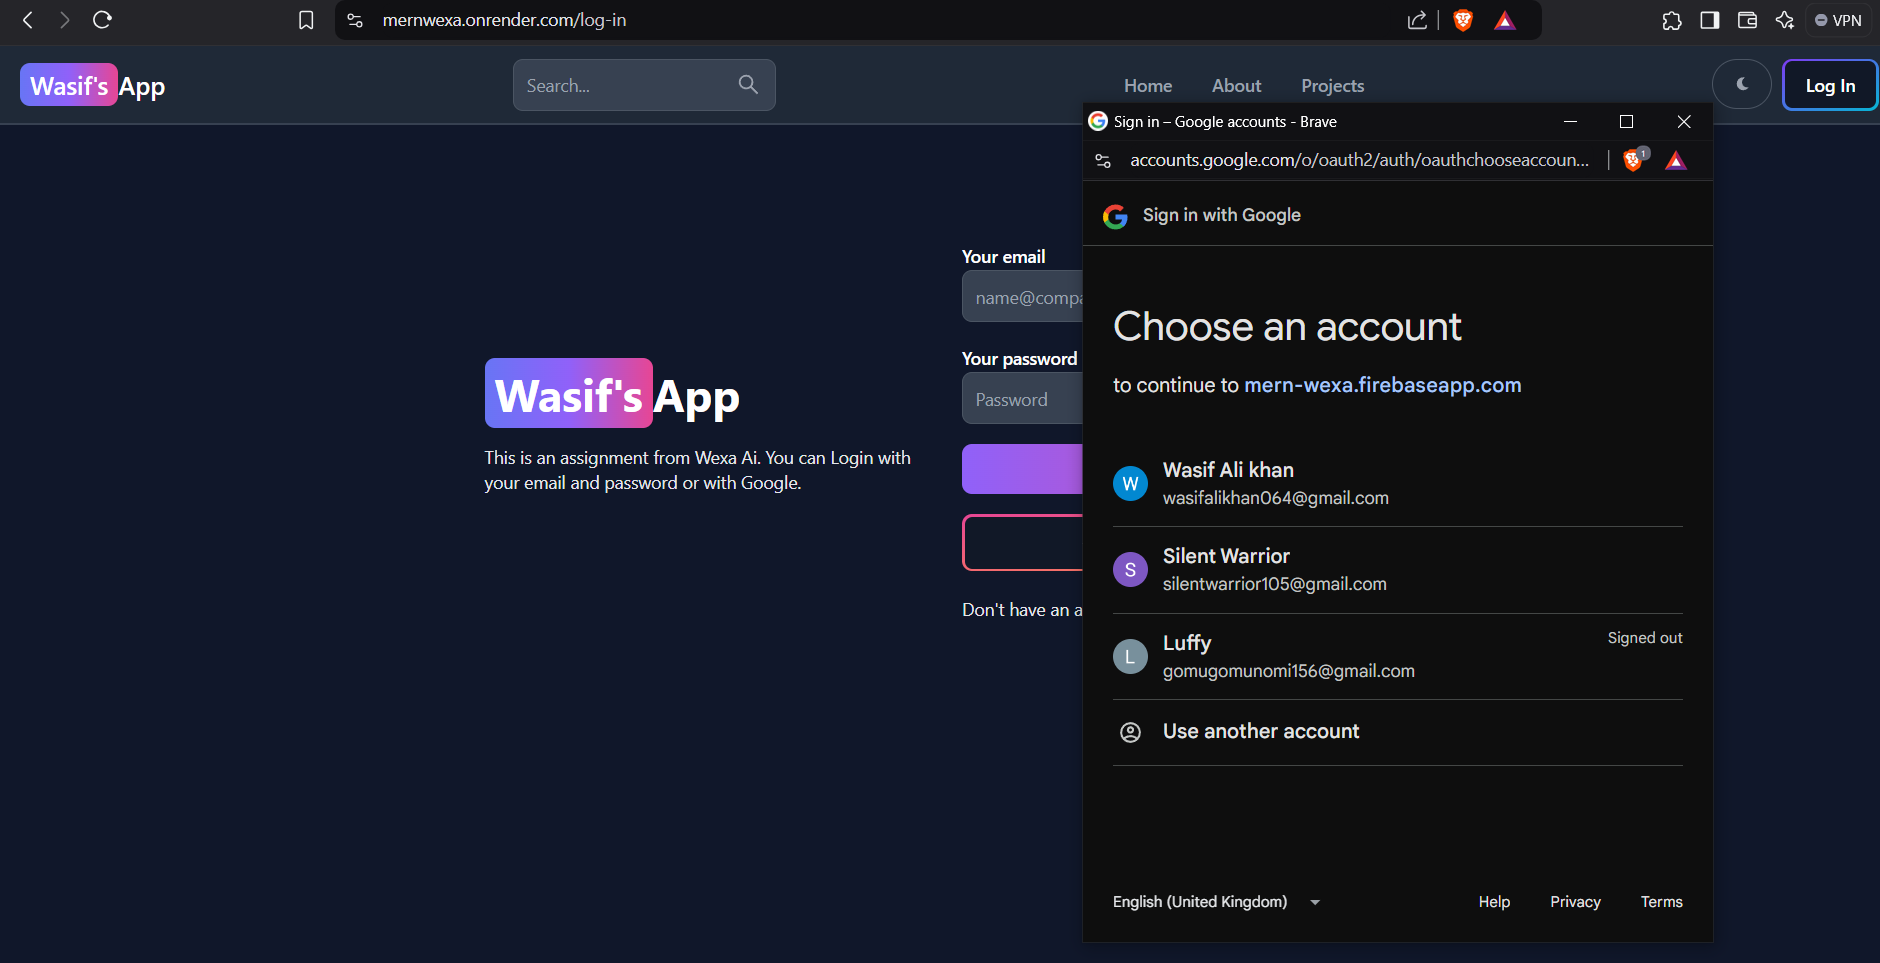 mernwexa.onrender.com/log-in
VPN
Wasif's App
Search...
Home
About
Projects
Log In
Your email
name@compa
Your password
Password
Wasif's App
This is an assignment from Wexa Ai. You can Login with
your email and password or with Google.
Don't have an a
Sign in – Google accounts - Brave
accounts.google.com/o/oauth2/auth/oauthchooseaccoun...
1
Sign in with Google
Choose an account
to continue to mern-wexa.firebaseapp.com
W
Wasif Ali khan
wasifalikhan064@gmail.com
S
Silent Warrior
silentwarrior105@gmail.com
L
Luffy
gomugomunomi156@gmail.com
Signed out
Use another account
English (United Kingdom)
Help
Privacy
Terms